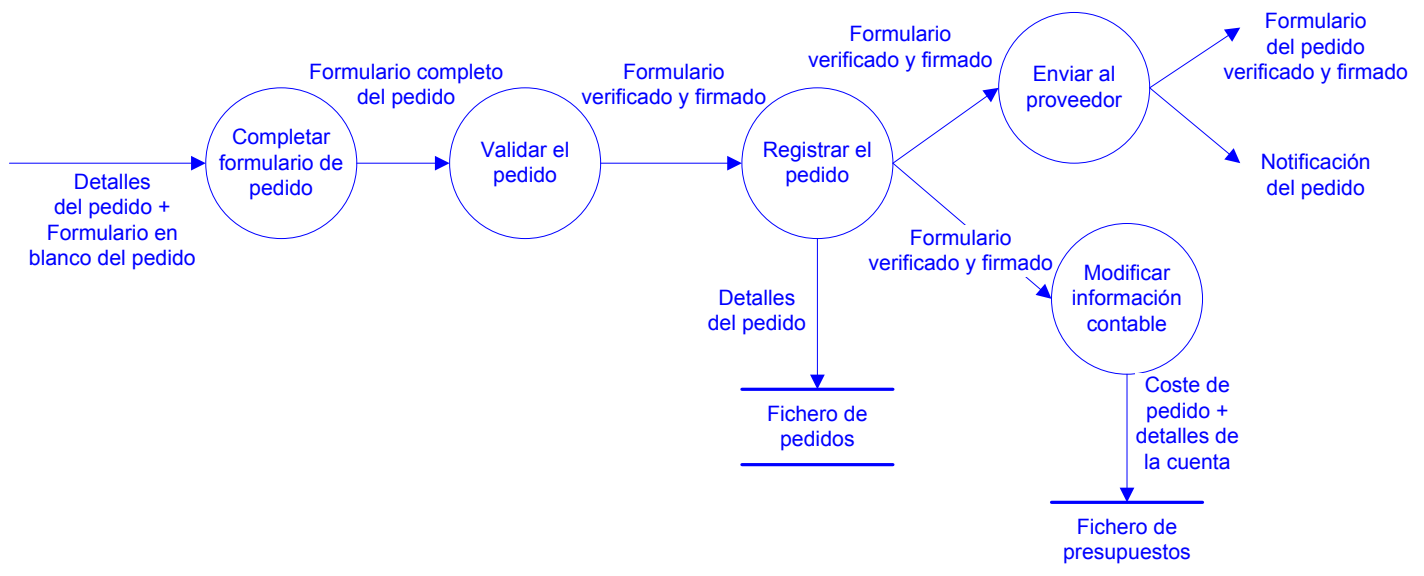 Detalles
del pedido +
Formulario en
blanco del pedido
Completar
formulario de
pedido
Formulario completo
del pedido
Validar el
pedido
Formulario
verificado y firmado
Registrar el
pedido
Formulario
verificado y firmado
Enviar al
proveedor
Formulario
del pedido
verificado y firmado
Notificación
del pedido
Formulario
verificado y firmado
Modificar
información
contable
Detalles
del pedido
Fichero de
pedidos
Coste de
pedido +
detalles de
la cuenta
Fichero de
presupuestos